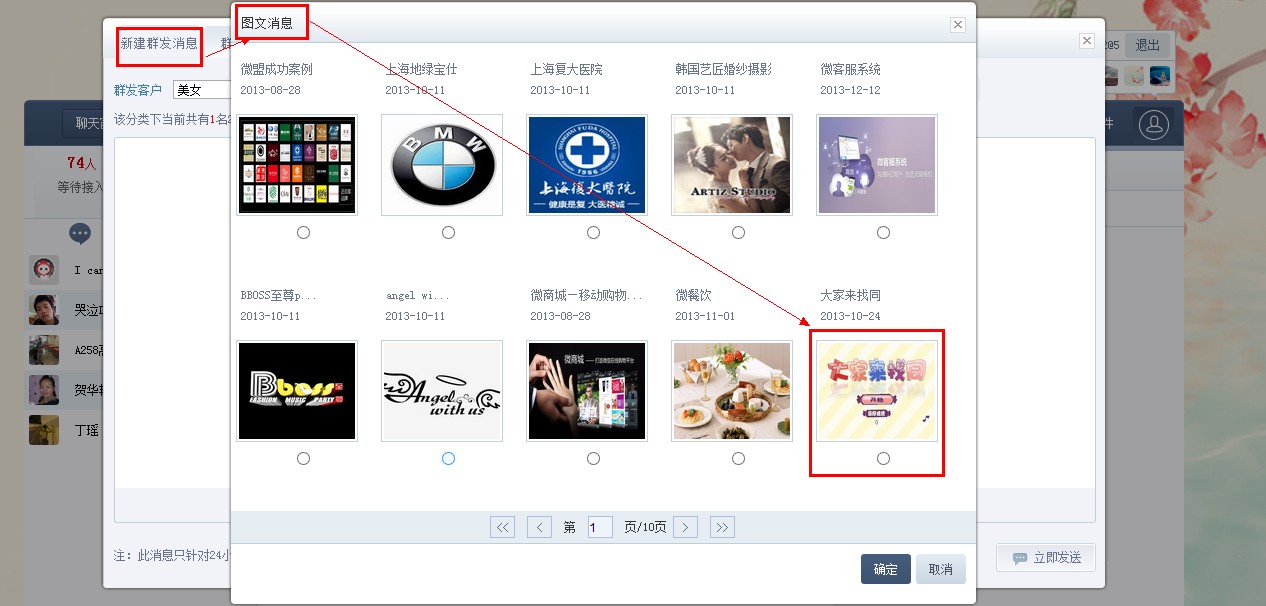 新建群发消息
群发客户 美女
该分类下当前共有1名
聊天
74人
等待接入
I car
哭泣
A258
贺华
丁瑶
注：此消息只针对24小
图文消息
微盟成功案例 上海地绿宝仕 上海复大医院 韩国艺匠婚纱摄影 微客服系统
2013-08-28 2013-10-11 2013-10-11 2013-10-11 2013-12-12
BMW
SHANGHAI FUDA HOSPITAL
1986
上海復大醫院
健康是复 大医精诚
ARTIZ STUDIO
微客服系统
BBOSS至尊p... angel wi... 微商城—移动购物... 微餐饮 大家来找同
2013-10-11 2013-10-11 2013-08-28 2013-11-01 2013-10-24
Bboss
FASHION MUSIC PARTY
Angel
with us
微商城
大家来找同
开始
0
第 1 页/10页
确定 取消
退出
件
立即发送